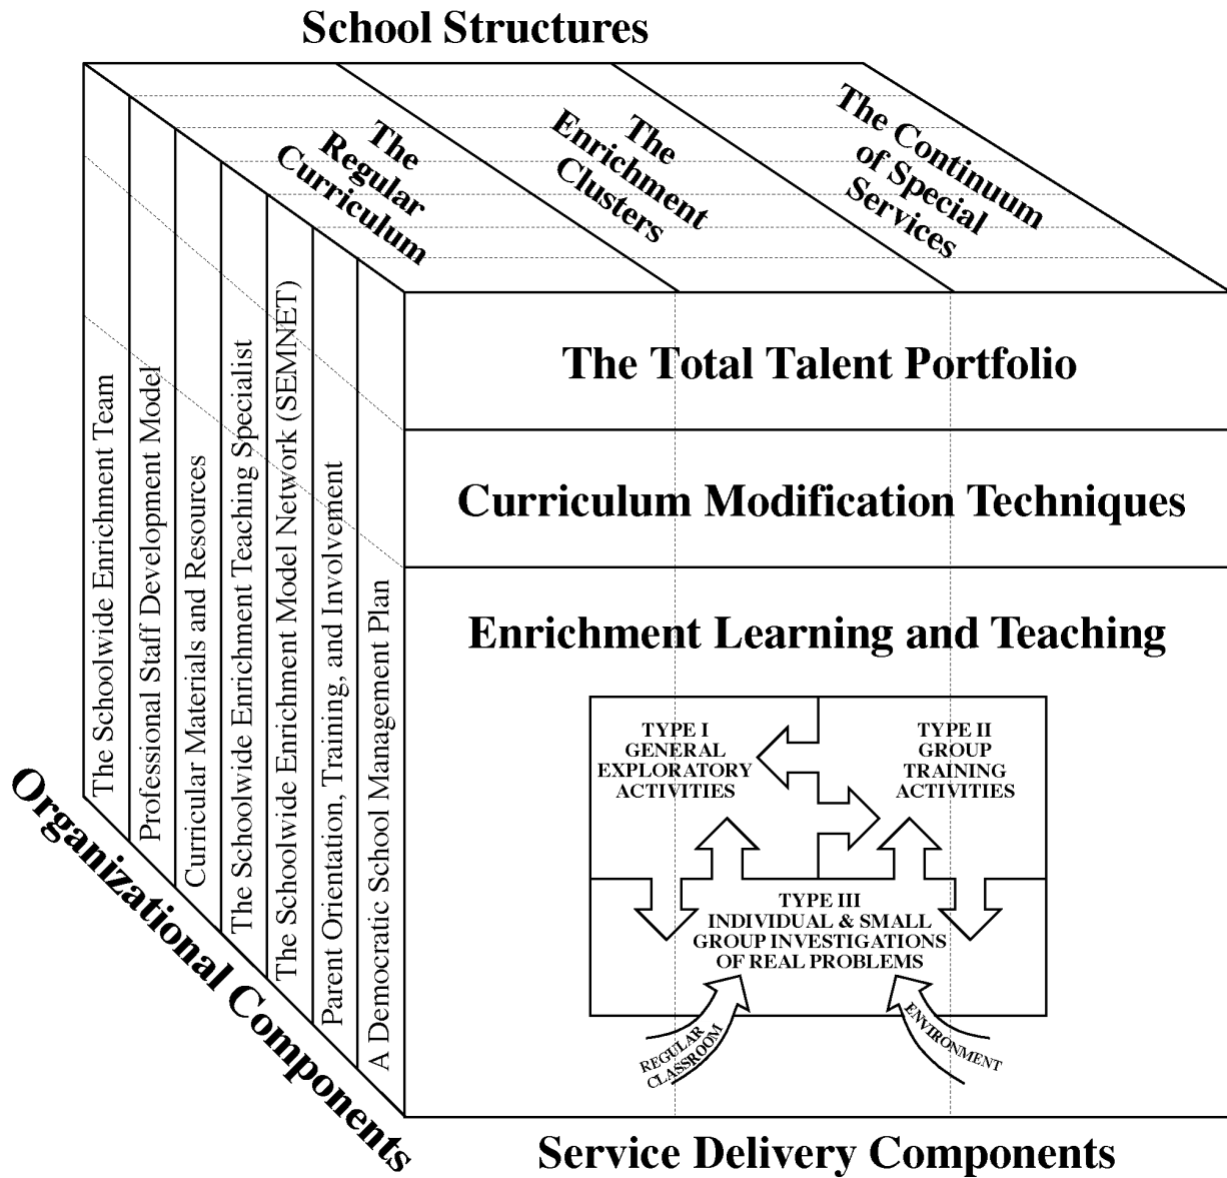 School Structures
The
Regular
Curriculum
The
Enrichment
Clusters
The Continuum
of Special
Services
The Schoolwide Enrichment Team
Professional Staff Development Model
Curricular Materials and Resources
The Schoolwide Enrichment Teaching Specialist
The Schoolwide Enrichment Model Network (SEMNET)
Parent Orientation, Training, and Involvement
A Democratic School Management Plan
Organizational Components
The Total Talent Portfolio
Curriculum Modification Techniques
Enrichment Learning and Teaching
TYPE I
GENERAL
EXPLORATORY
ACTIVITIES
TYPE II
GROUP
TRAINING
ACTIVITIES
TYPE III
INDIVIDUAL & SMALL
GROUP INVESTIGATIONS
OF REAL PROBLEMS
REGULAR
CLASSROOM
ENVIRONMENT
Service Delivery Components